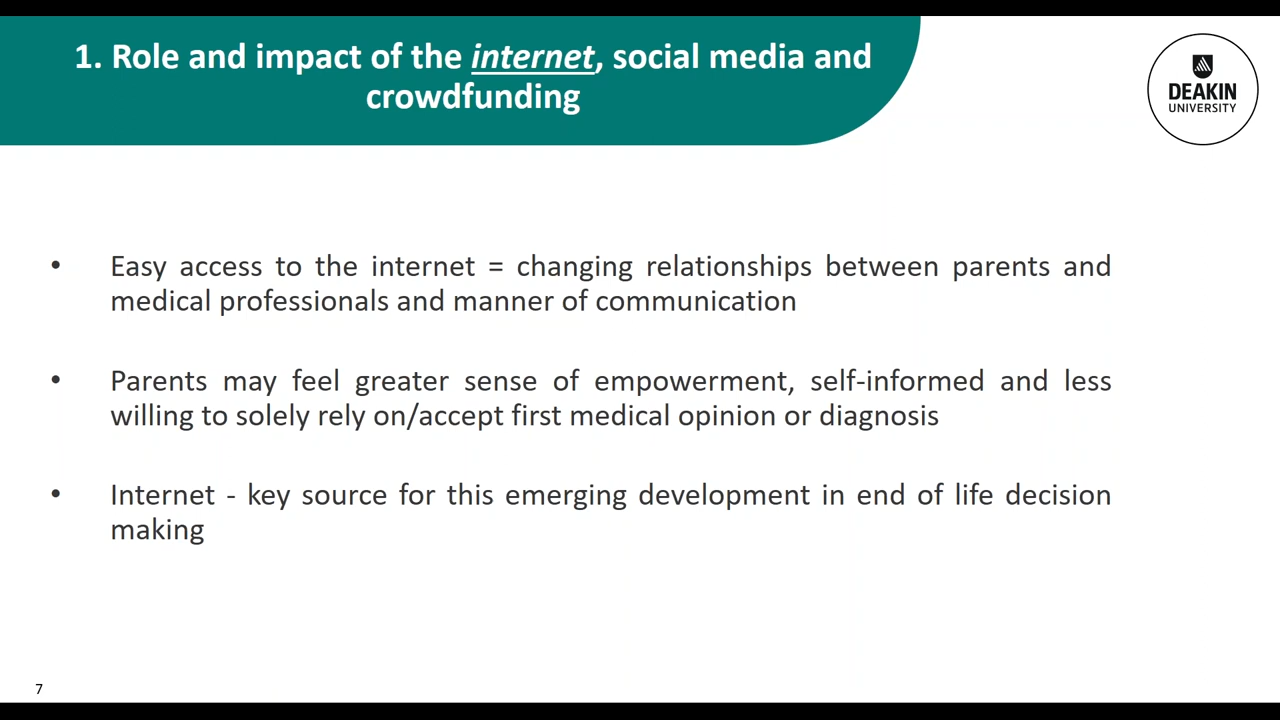 1. Role and impact of the internet, social media and
crowdfunding
DEAKIN
UNIVERSITY
• Easy access to the internet = changing relationships between parents and
medical professionals and manner of communication
• Parents may feel greater sense of empowerment, self-informed and less
willing to solely rely on/accept first medical opinion or diagnosis
• Internet - key source for this emerging development in end of life decision
making
7